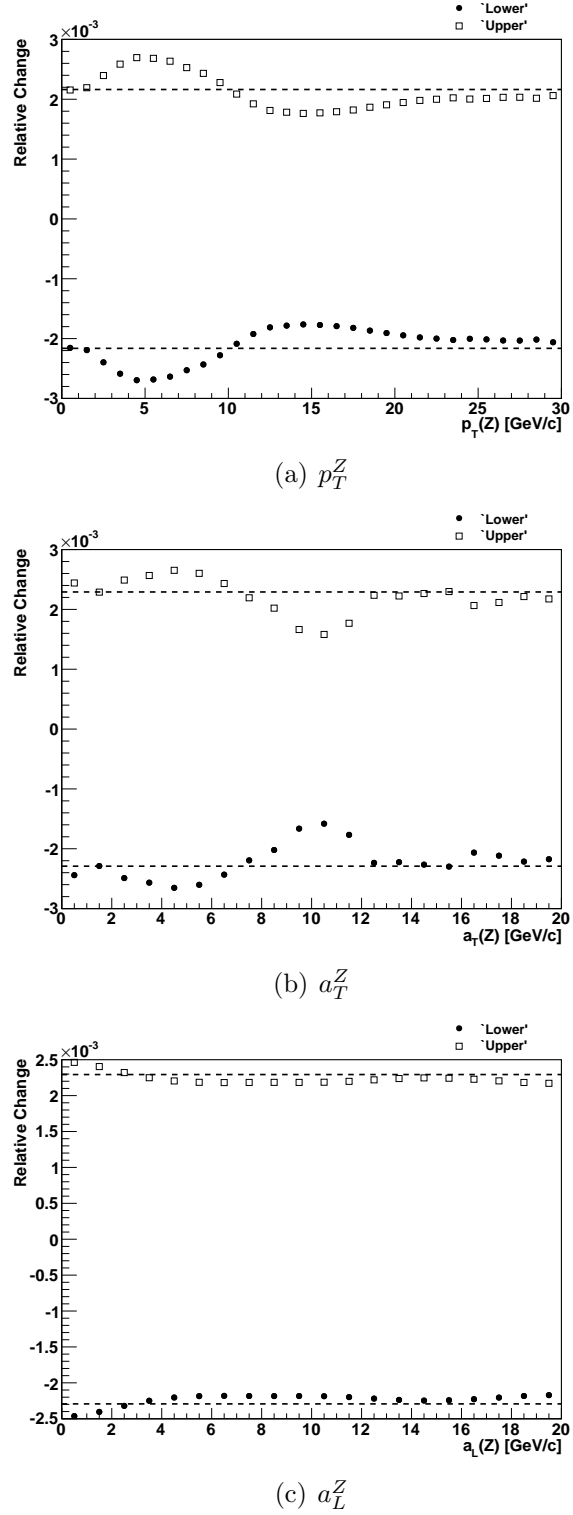 ×10⁻³
`Lower'
`Upper'
Relative Change
3
2
1
0
-1
-2
-3
0 5 10 15 20 25 30
p_T(Z) [GeV/c]
(a) p_T^Z
×10⁻³
`Lower'
`Upper'
Relative Change
3
2
1
0
-1
-2
-3
0 2 4 6 8 10 12 14 16 18 20
a_T(Z) [GeV/c]
(b) a_T^Z
×10⁻³
`Lower'
`Upper'
Relative Change
2.5
2
1.5
1
0.5
0
-0.5
-1
-1.5
-2
-2.5
0 2 4 6 8 10 12 14 16 18 20
a_L(Z) [GeV/c]
(c) a_L^Z